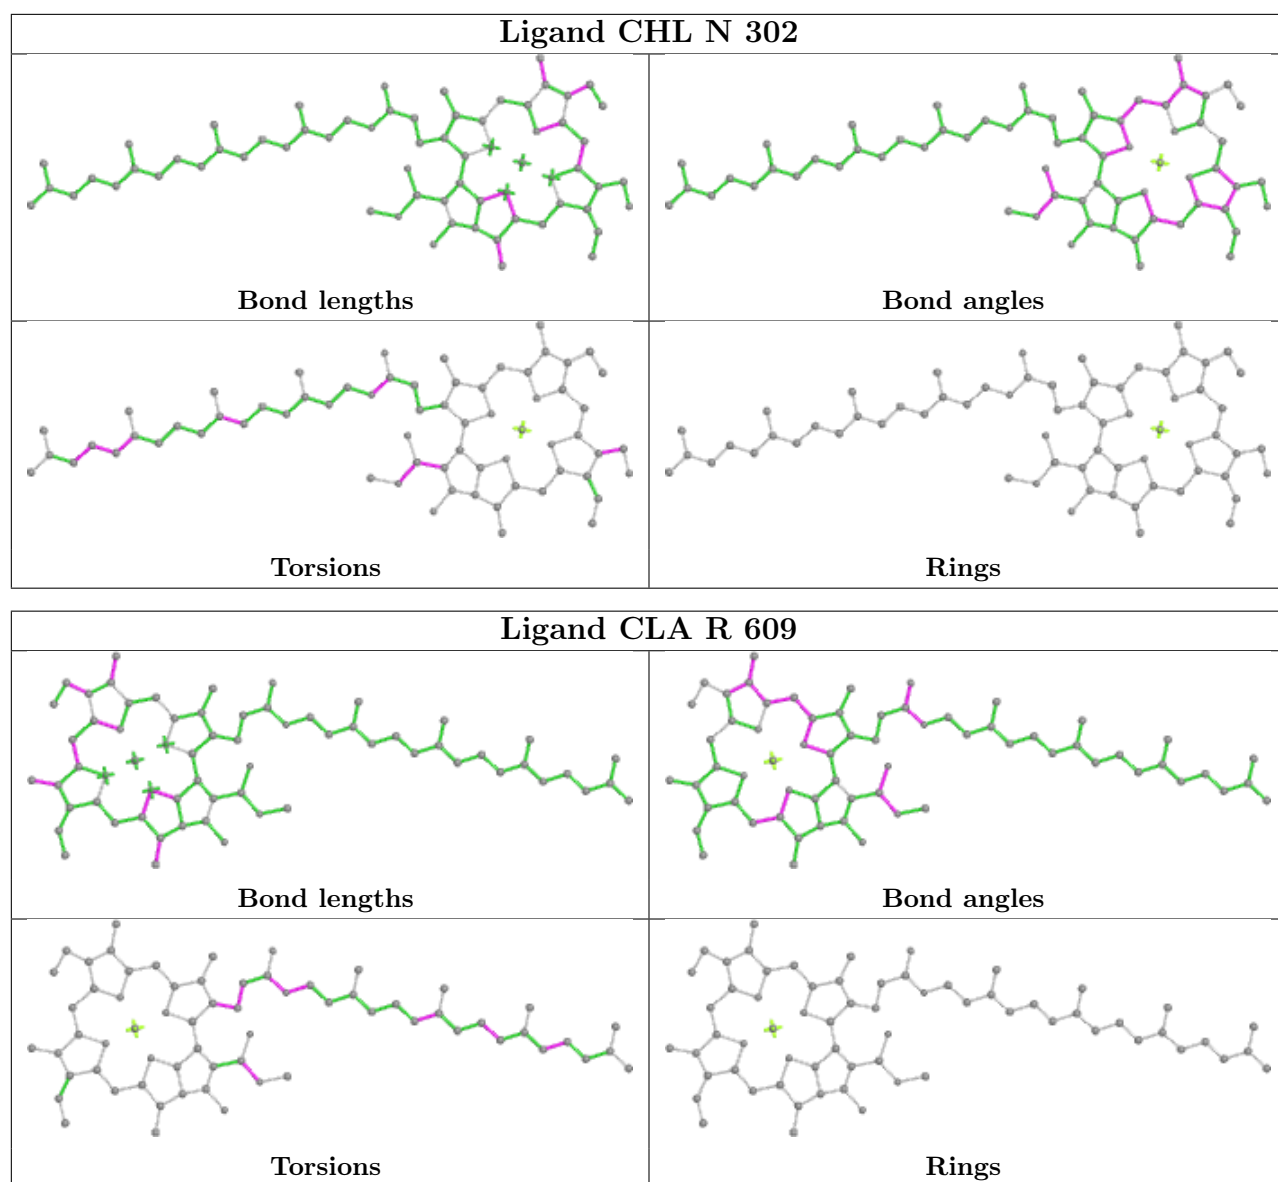 Ligand CHL N 302
Bond lengths
Bond angles
Torsions
Rings
Ligand CLA R 609
Bond lengths
Bond angles
Torsions
Rings